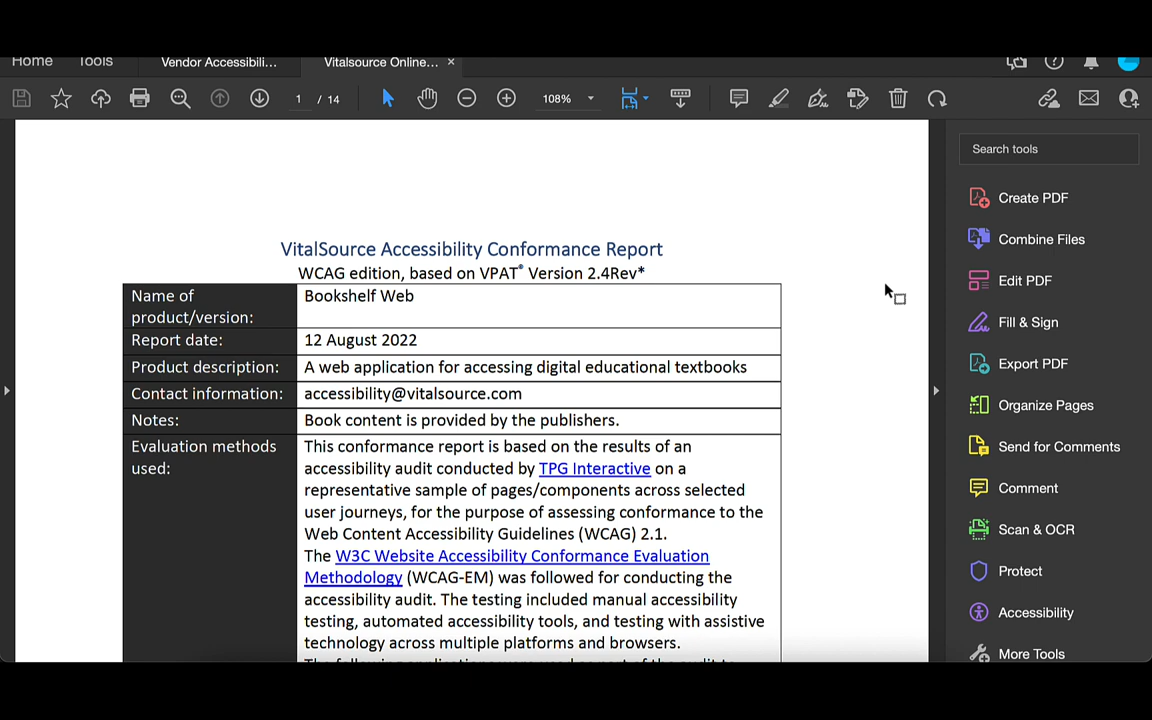 Home Tools Vendor Accessibili... Vitalsource Online... ×
1 / 14 108%
Search tools
Create PDF
Combine Files
Edit PDF
Fill & Sign
Export PDF
Organize Pages
Send for Comments
Comment
Scan & OCR
Protect
Accessibility
More Tools
VitalSource Accessibility Conformance Report
WCAG edition, based on VPAT® Version 2.4Rev*
Name of
product/version:
Bookshelf Web
Report date: 12 August 2022
Product description: A web application for accessing digital educational textbooks
Contact information: accessibility@vitalsource.com
Notes: Book content is provided by the publishers.
Evaluation methods
used:
This conformance report is based on the results of an
accessibility audit conducted by TPG Interactive on a
representative sample of pages/components across selected
user journeys, for the purpose of assessing conformance to the
Web Content Accessibility Guidelines (WCAG) 2.1.
The W3C Website Accessibility Conformance Evaluation
Methodology (WCAG-EM) was followed for conducting the
accessibility audit. The testing included manual accessibility
testing, automated accessibility tools, and testing with assistive
technology across multiple platforms and browsers.